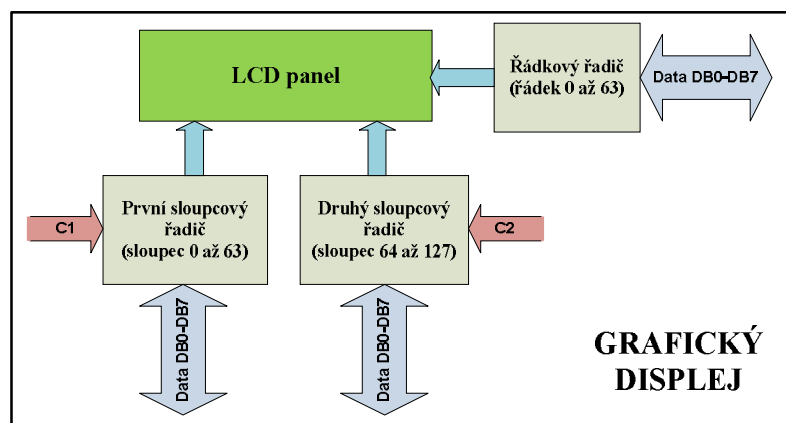 LCD panel
Řádkový řadič
(řádek 0 až 63)
Data DB0-DB7
C1
První sloupcový
řadič
(sloupec 0 až 63)
Druhý sloupcový
řadič
(sloupec 64 až 127)
C2
Data DB0-DB7
Data DB0-DB7
GRAFICKÝ
DISPLEJ